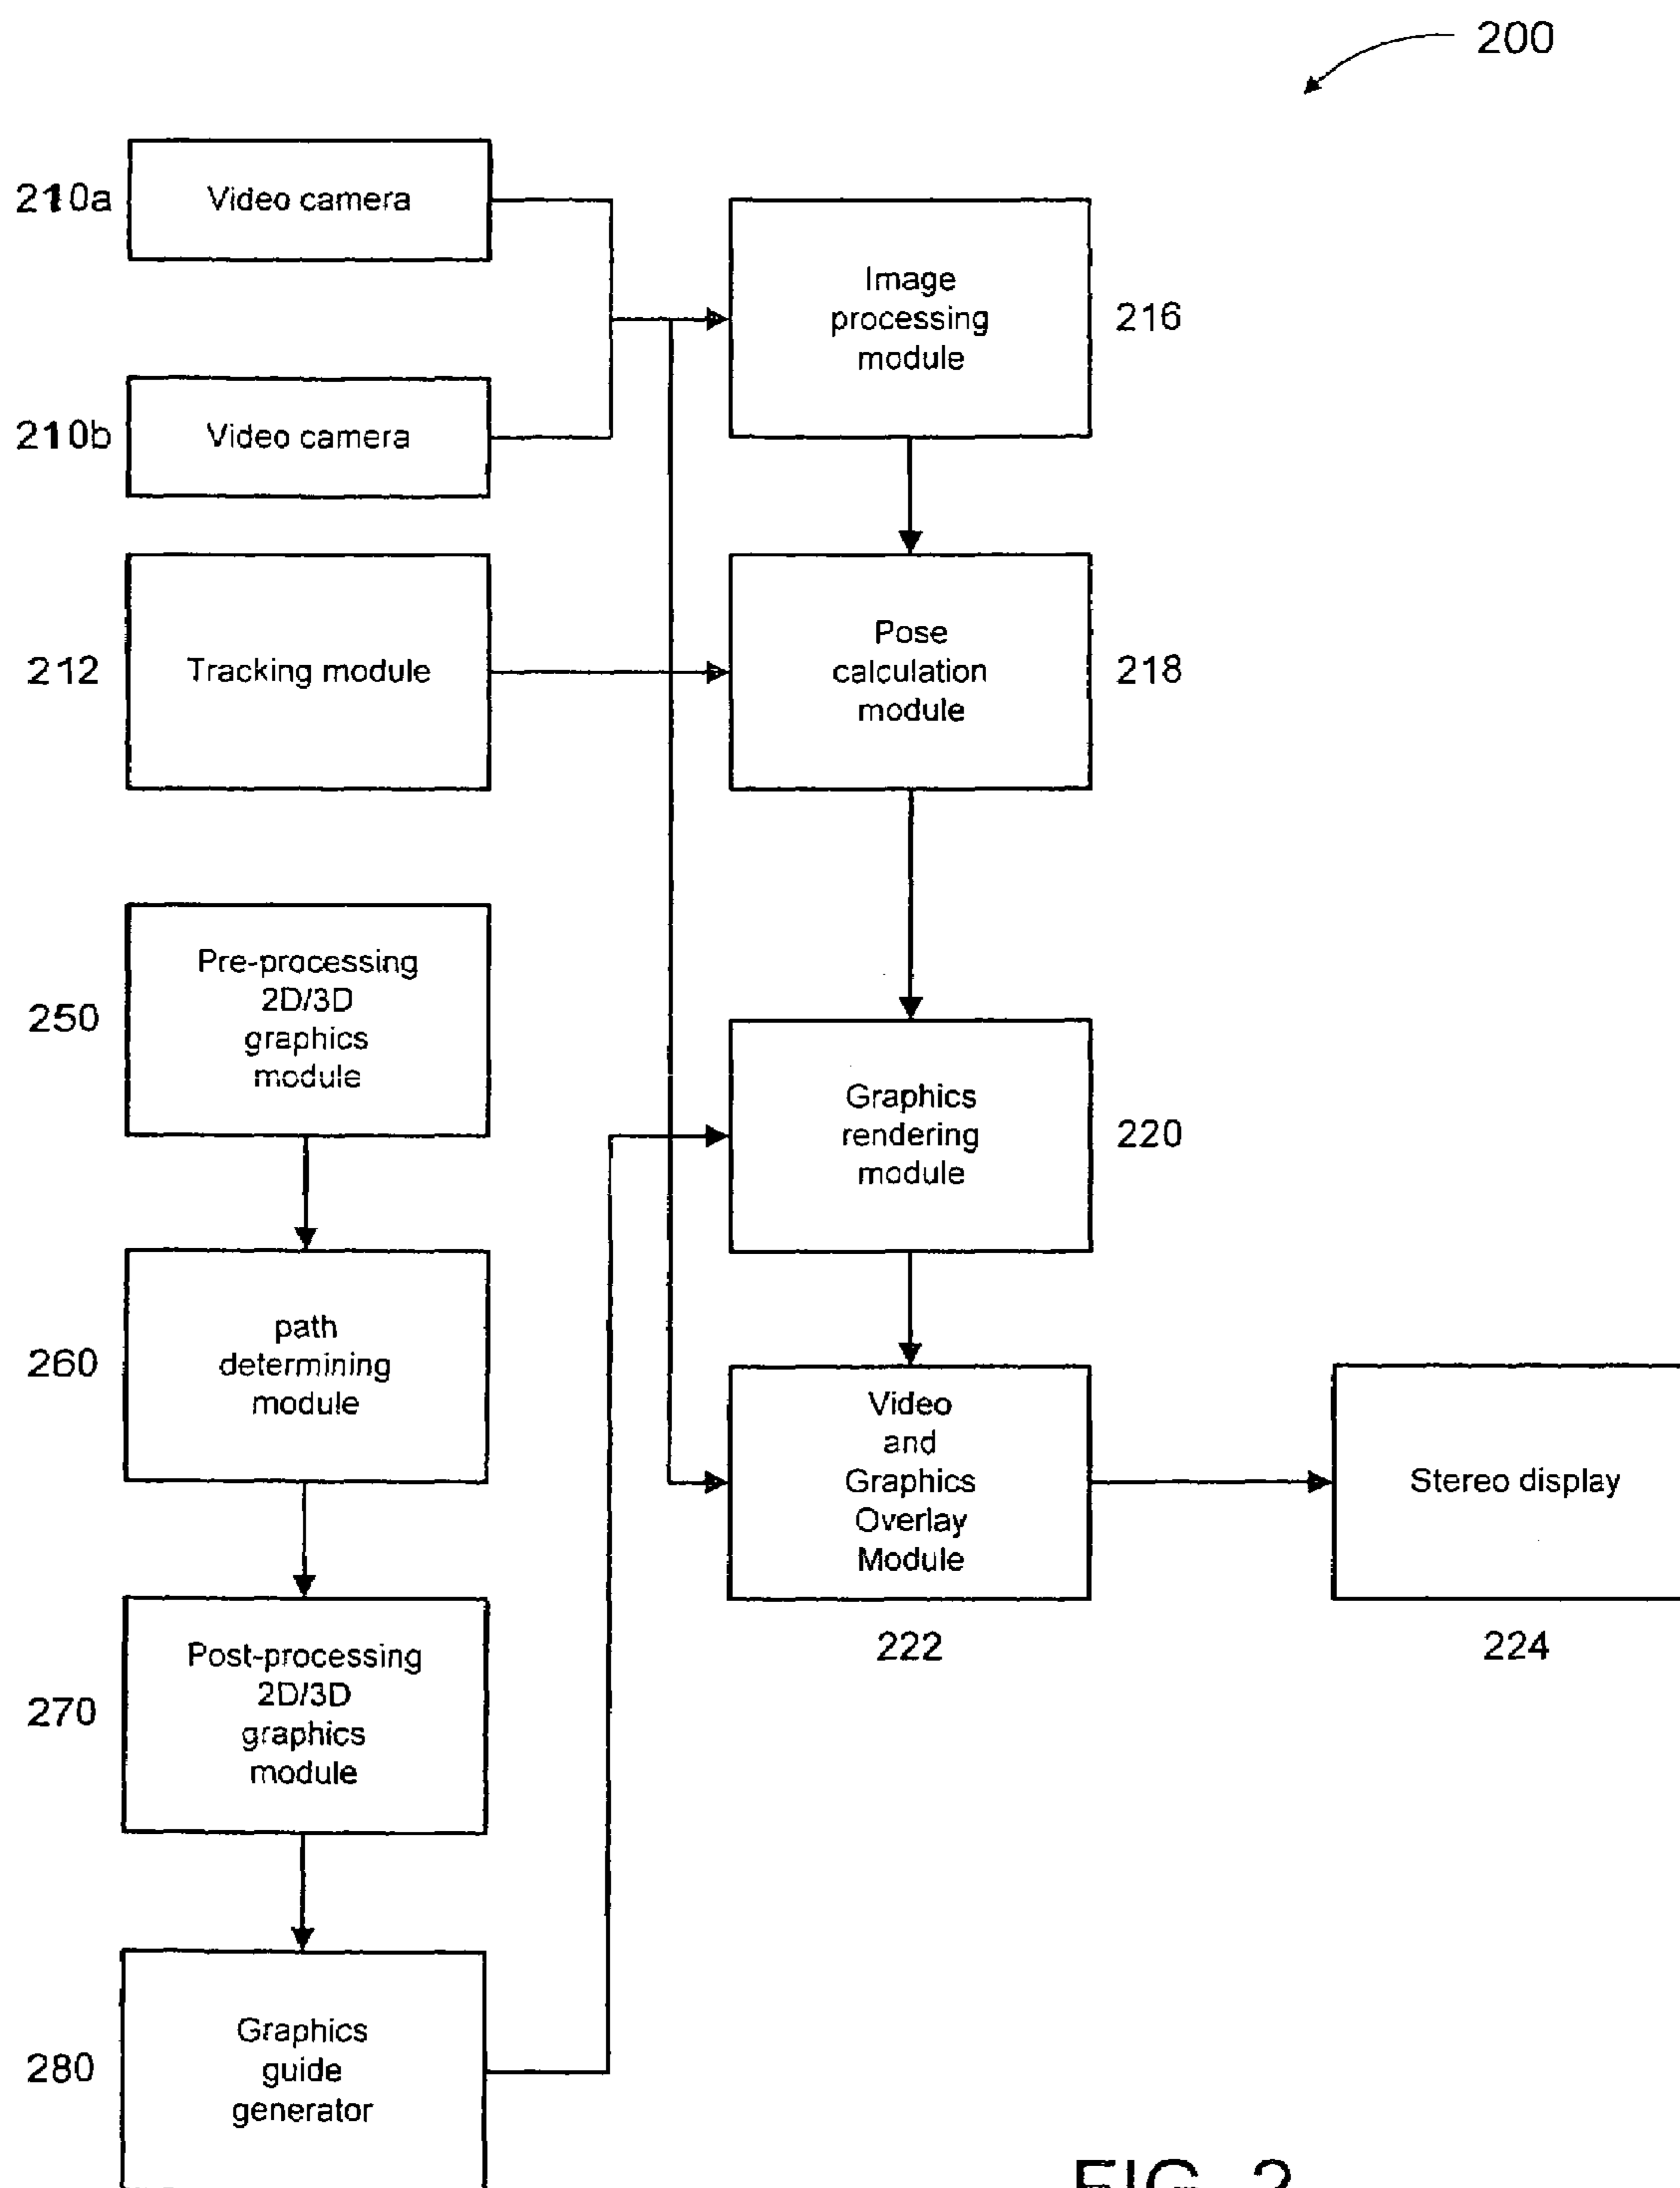 200
210a
Video camera
Image
processing
module
216
210b
Video camera
212
Tracking module
Pose
calculation
module
218
250
Pre-processing
2D/3D
graphics
module
Graphics
rendering
module
220
260
path
determining
module
Video
and
Graphics
Overlay
Module
222
Stereo display
224
270
Post-processing
2D/3D
graphics
module
280
Graphics
guide
generator
FIG. 2